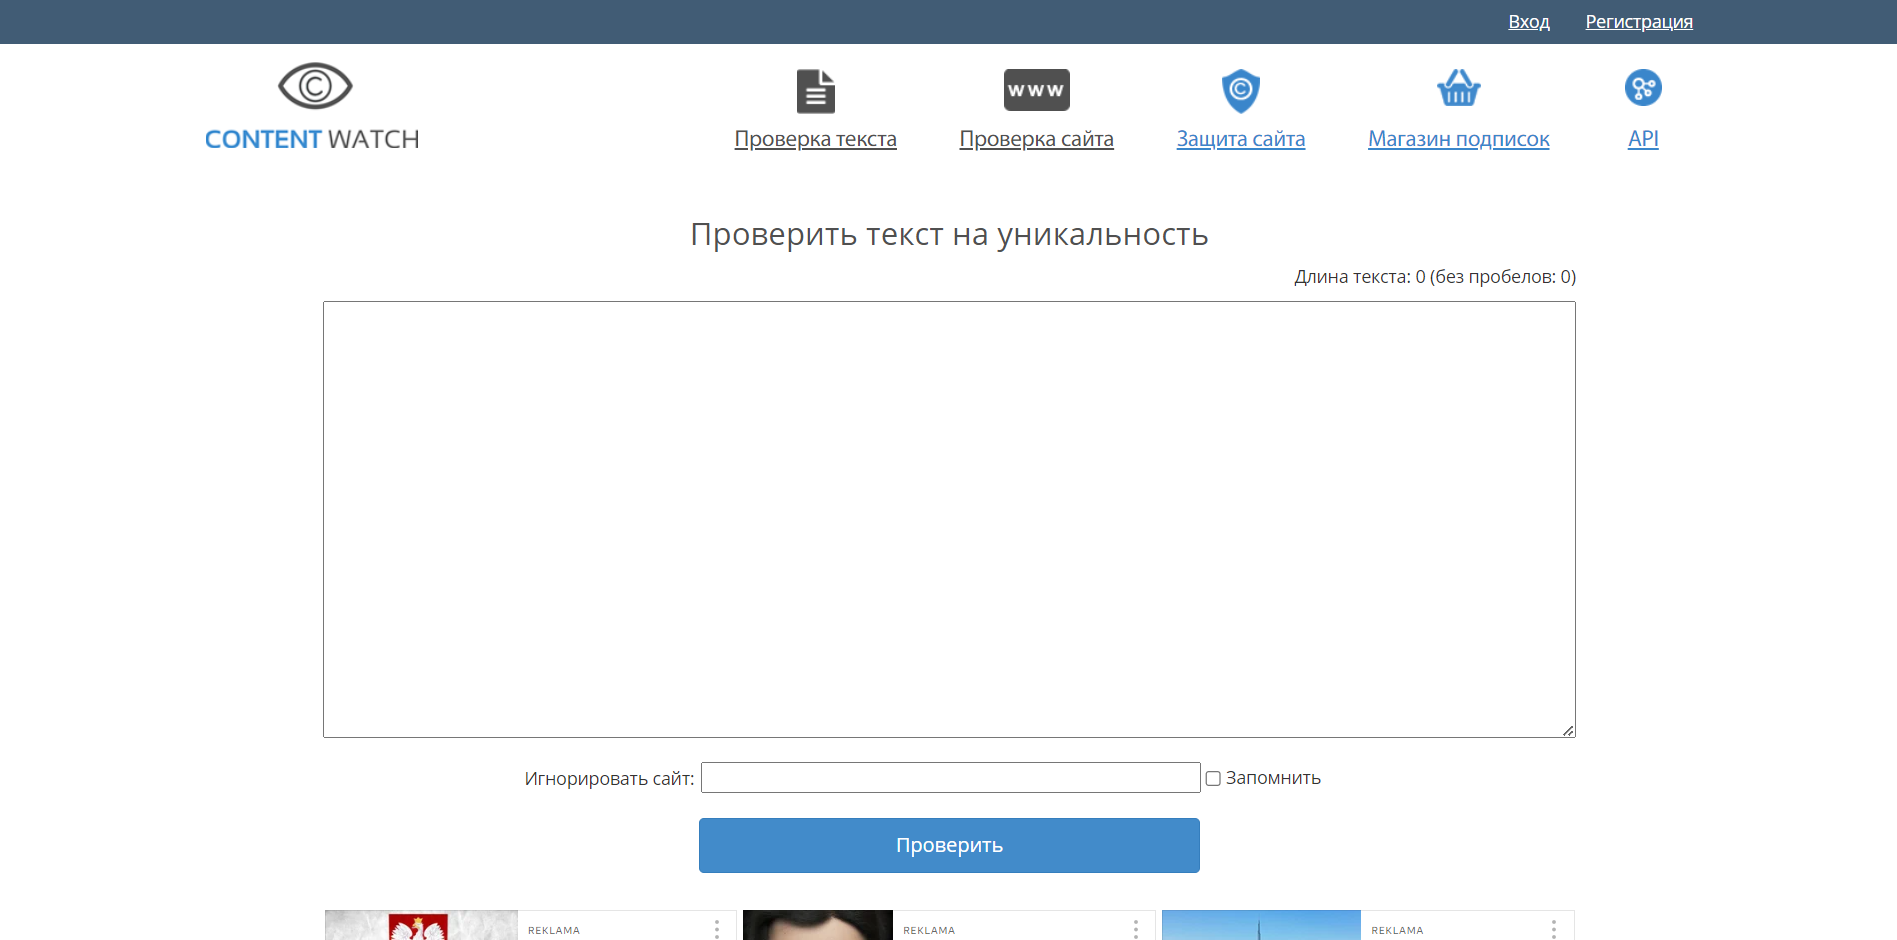 Вход Регистрация
©
CONTENT WATCH
www
©
Проверка текста Проверка сайта Защита сайта Магазин подписок API
Проверить текст на уникальность
Длина текста: 0 (без пробелов: 0)
Игнорировать сайт: Запомнить
Проверить
REKLAMA REKLAMA REKLAMA